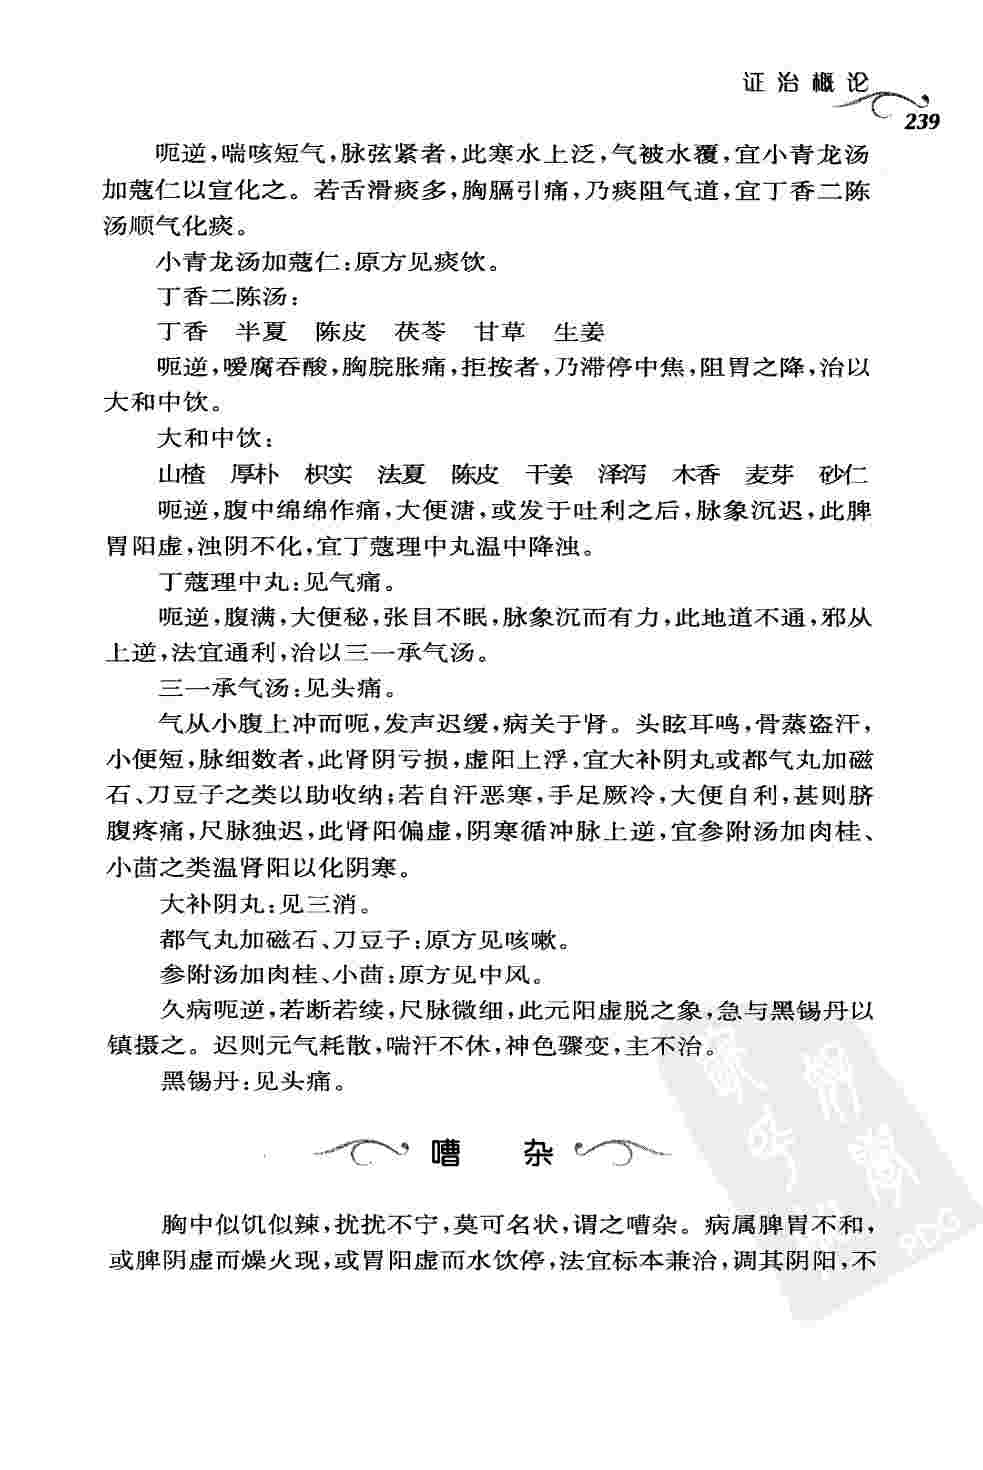 证治概论
239
呃逆,喘咳短气,脉弦紧者,此寒水上泛,气被水覆,宜小青龙汤
加蔻仁以宣化之。若舌滑痰多,胸膈引痛,乃痰阻气道,宜丁香二陈
汤顺气化痰。
小青龙汤加蔻仁:原方见痰饮。
丁香二陈汤:
丁香 半夏 陈皮 茯苓 甘草 生姜
呃逆,嗳腐吞酸,胸脘胀痛,拒按者,乃滞停中焦,阻胃之降,治以
大和中饮。
大和中饮:
山楂 厚朴 枳实 法夏 陈皮 干姜 泽泻 木香 麦芽 砂仁
呃逆,腹中绵绵作痛,大便溏,或发于吐利之后,脉象沉迟,此脾
胃阳虚,浊阴不化,宜丁蔻理中丸温中降浊。
丁蔻理中丸:见气痛。
呃逆,腹满,大便秘,张目不眠,脉象沉而有力,此地道不通,邪从
上逆,法宜通利,治以三一承气汤。
三一承气汤:见头痛。
气从小腹上冲而呃,发声迟缓,病关于肾。头眩耳鸣,骨蒸盗汗,
小便短,脉细数者,此肾阴亏损,虚阳上浮,宜大补阴丸或都气丸加磁
石、刀豆子之类以助收纳;若自汗恶寒,手足厥冷,大便自利,甚则脐
腹疼痛,尺脉独迟,此肾阳偏虚,阴寒循冲脉上逆,宜参附汤加肉桂、
小茴之类温肾阳以化阴寒。
大补阴丸:见三消。
都气丸加磁石、刀豆子:原方见咳嗽。
参附汤加肉桂、小茴:原方见中风。
久病呃逆,若断若续,尺脉微细,此元阳虚脱之象,急与黑锡丹以
镇摄之。迟则元气耗散,喘汗不休,神色骤变,主不治。
黑锡丹:见头痛。
嘈 杂
胸中似饥似辣,扰扰不宁,莫可名状,谓之嘈杂。病属脾胃不和,
或脾阴虚而燥火现,或胃阳虚而水饮停,法宜标本兼治,调其阴阳,不
PDG